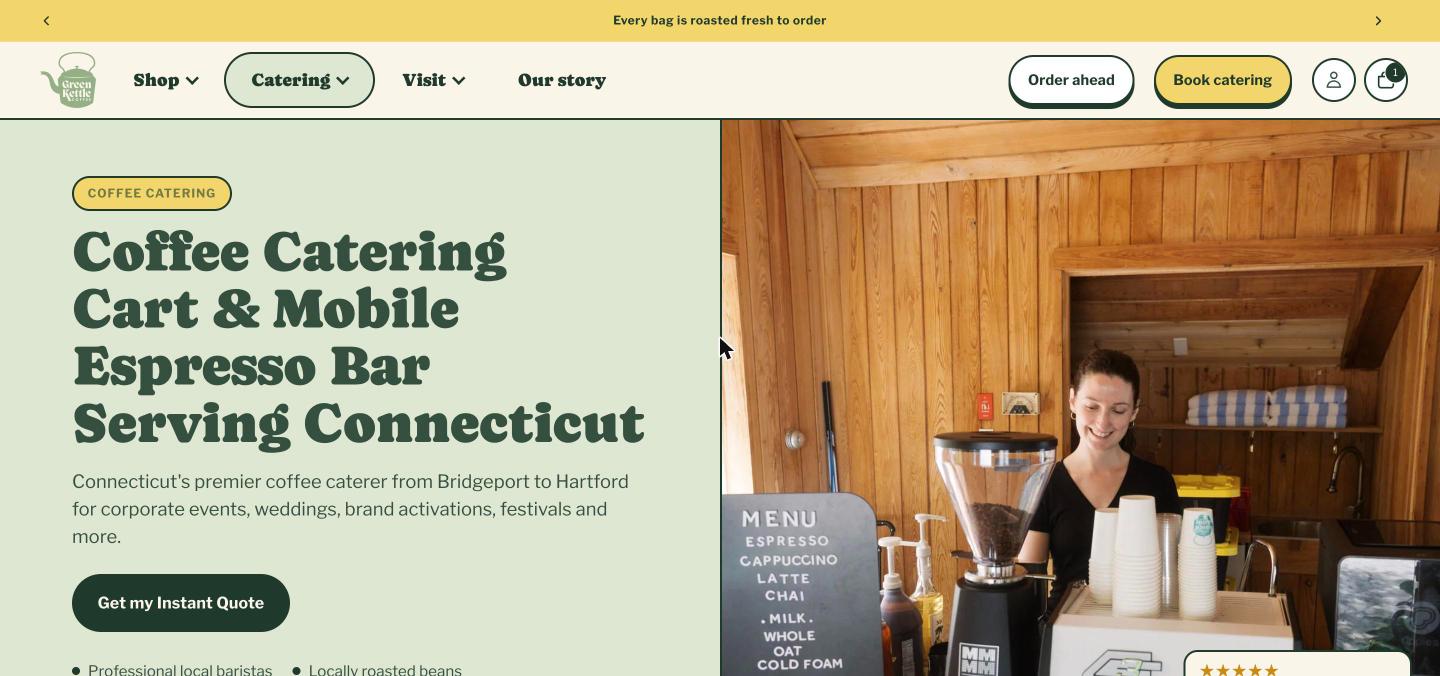 Every bag is roasted fresh to order
Green
Kettle
COFFEE
Shop
Catering
Visit
Our story
Order ahead
Book catering
1
COFFEE CATERING
Coffee Catering
Cart & Mobile
Espresso Bar
Serving Connecticut
Connecticut's premier coffee caterer from Bridgeport to Hartford
for corporate events, weddings, brand activations, festivals and
more.
Get my Instant Quote
Professional local baristas
Locally roasted beans
MENU
ESPRESSO
CAPPUCCINO
LATTE
CHAI
. MILK .
WHOLE
OAT
COLD FOAM